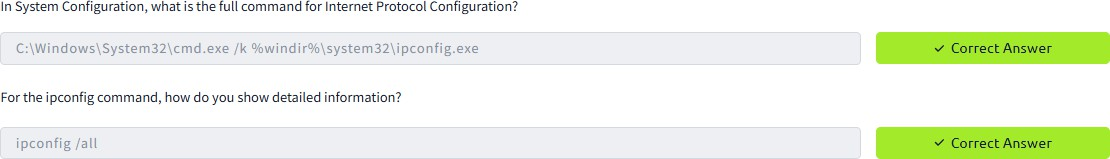 In System Configuration, what is the full command for Internet Protocol Configuration?
C:\Windows\System32\cmd.exe /k %windir%\system32\ipconfig.exe
✓ Correct Answer
For the ipconfig command, how do you show detailed information?
ipconfig /all
✓ Correct Answer